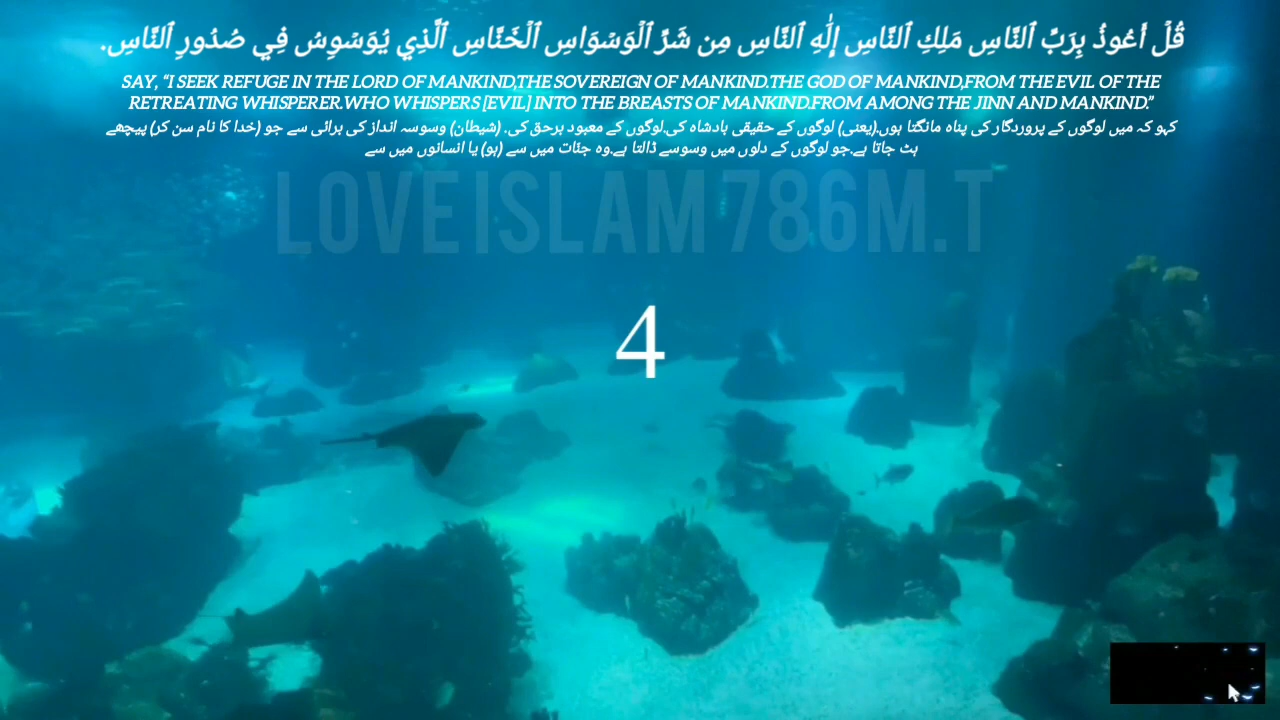 قُلْ أَعُوذُ بِرَبِّ ٱلنَّاسِ مَلِكِ ٱلنَّاسِ إِلَٰهِ ٱلنَّاسِ مِن شَرِّ ٱلْوَسْوَاسِ ٱلْخَنَّاسِ ٱلَّذِي يُوَسْوِسُ فِي صُدُورِ ٱلنَّاسِ.
SAY, “I SEEK REFUGE IN THE LORD OF MANKIND,THE SOVEREIGN OF MANKIND.THE GOD OF MANKIND,FROM THE EVIL OF THE
RETREATING WHISPERER.WHO WHISPERS [EVIL] INTO THE BREASTS OF MANKIND.FROM AMONG THE JINN AND MANKIND.”
کہو کہ میں لوگوں کے پروردگار کی پناہ مانگتا ہوں.(یعنی) لوگوں کے حقیقی بادشاہ کی.لوگوں کے معبود برحق کی. (شیطان) وسوسہ انداز کی برائی سے جو (خدا کا نام سن کر) پیچھے
ہٹ جاتا ہے.جو لوگوں کے دلوں میں وسوسے ڈالتا ہے.وہ جنّات میں سے (ہو) یا انسانوں میں سے
LOVE ISLAM 786M.T
4